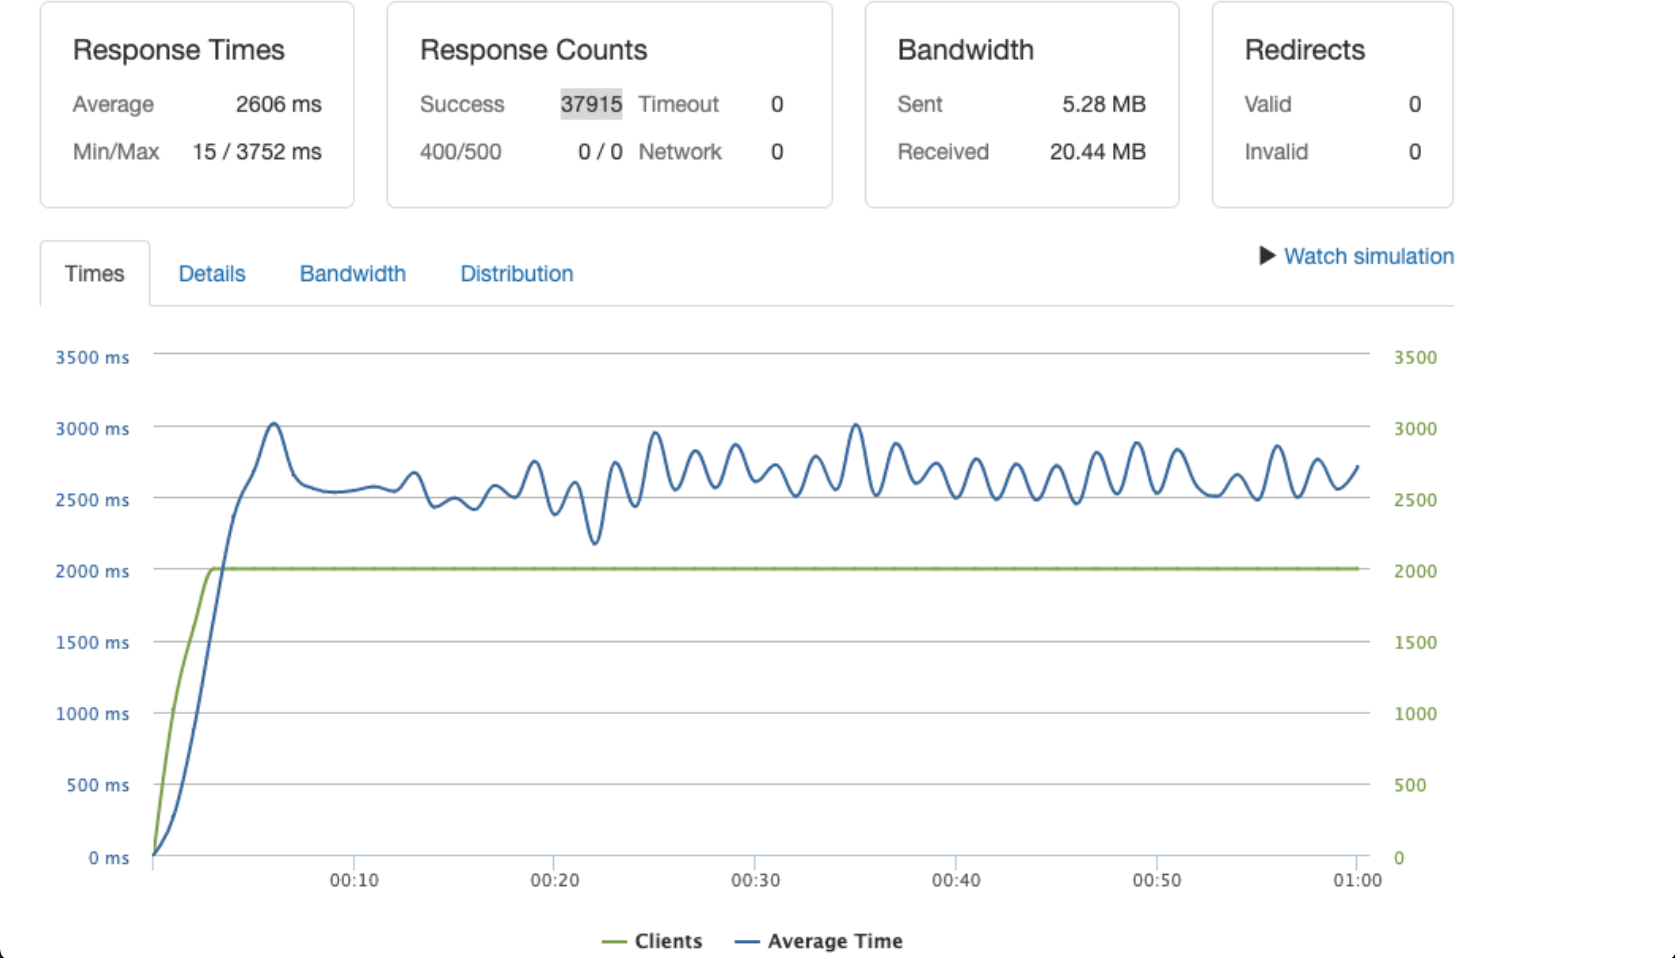 Response Times
Average 2606 ms
Min/Max 15 / 3752 ms
Response Counts
Success 37915 Timeout 0
400/500 0 / 0 Network 0
Bandwidth
Sent 5.28 MB
Received 20.44 MB
Redirects
Valid 0
Invalid 0
Times Details Bandwidth Distribution
Watch simulation
3500 ms 3500
3000 ms 3000
2500 ms 2500
2000 ms 2000
1500 ms 1500
1000 ms 1000
500 ms 500
0 ms 0
00:10 00:20 00:30 00:40 00:50 01:00
Clients Average Time